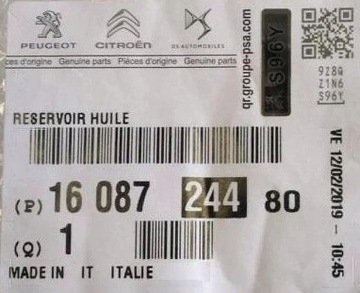 PEUGEOT CITROËN DS AUTOMOBILES
Pièces d'origine Genuine parts Pièces d'origine Genuine parts
RESERVOIR HUILE
(P) 16 087 244 80
(Q) 1
MADE IN IT ITALIE
qr.groupe-psa.com
S96Y
9Z8Q
Z1N6
S96Y
VE 12/02/2019 - 10:45